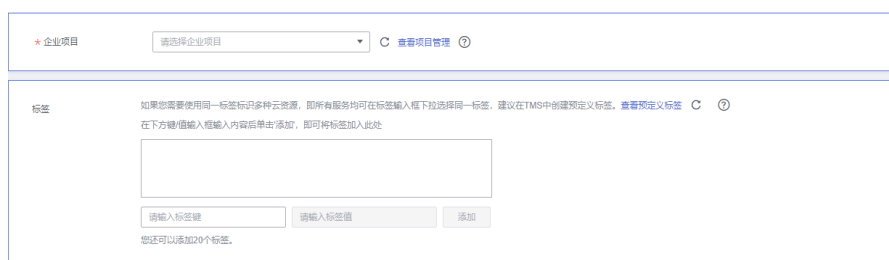 * 企业项目 请选择企业项目 查看项目管理 ?
标签 如果您需要使用同一标签标识多种云资源，即所有服务均可在标签输入框下拉选择同一标签，建议在TMS中创建预定义标签。查看预定义标签 ?
在下方键/值输入框输入内容后单击'添加'，即可将标签加入此处
请输入标签键 请输入标签值 添加
您还可以添加20个标签。